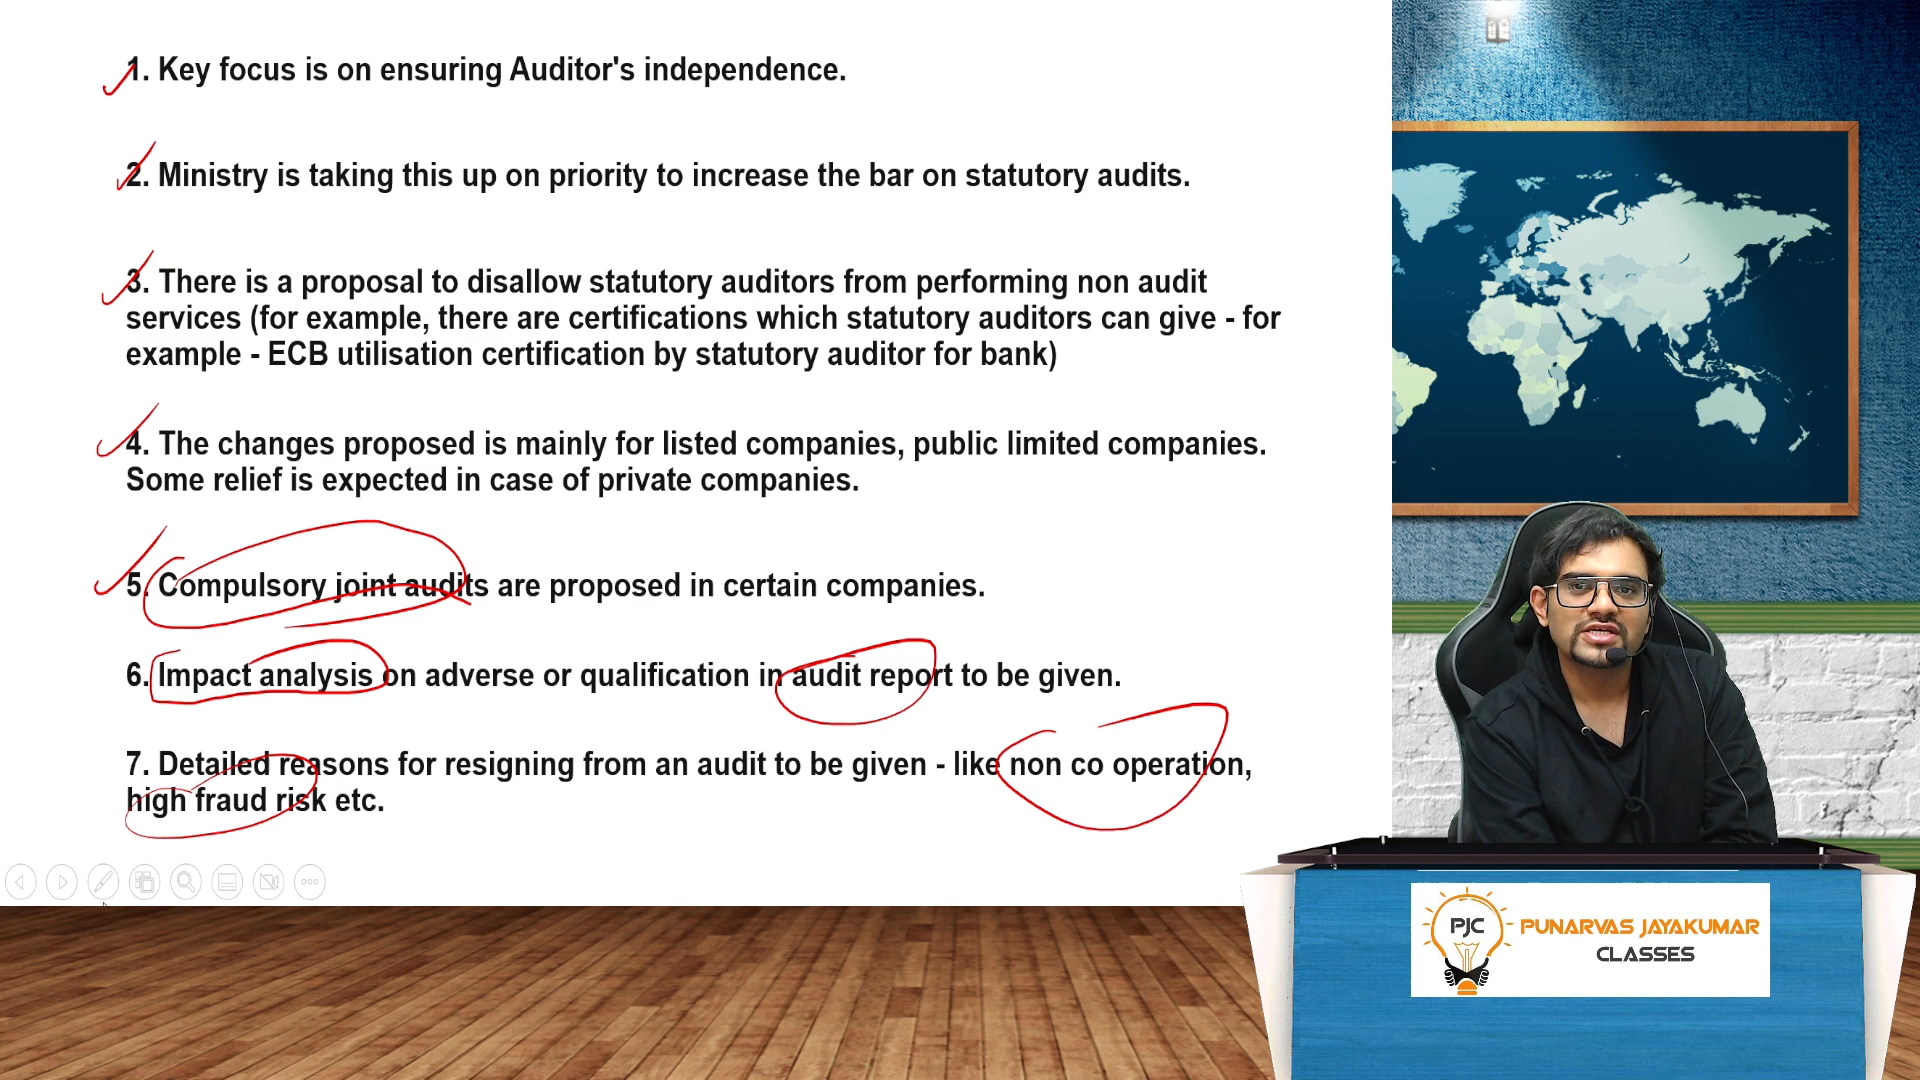 1. Key focus is on ensuring Auditor's independence.
2. Ministry is taking this up on priority to increase the bar on statutory audits.
3. There is a proposal to disallow statutory auditors from performing non audit
services (for example, there are certifications which statutory auditors can give - for
example - ECB utilisation certification by statutory auditor for bank)
4. The changes proposed is mainly for listed companies, public limited companies.
Some relief is expected in case of private companies.
5. Compulsory joint audits are proposed in certain companies.
6. Impact analysis on adverse or qualification in audit report to be given.
7. Detailed reasons for resigning from an audit to be given - like non co operation,
high fraud risk etc.
PJC
PUNARVAS JAYAKUMAR
CLASSES